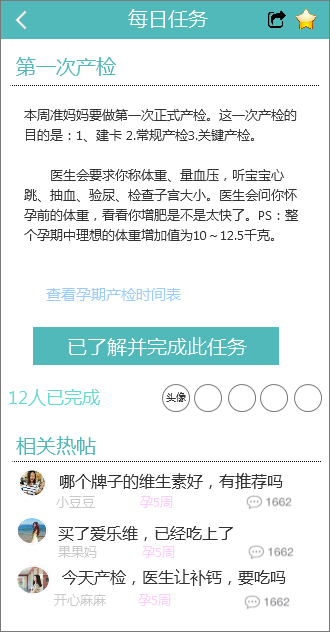 每日任务
第一次产检
本周准妈妈要做第一次正式产检。这一次产检的
目的是：1、建卡 2.常规产检3.关键产检。
医生会要求你称体重、量血压，听宝宝心
跳、抽血、验尿、检查子宫大小。医生会问你怀
孕前的体重，看看你增肥是不是太快了。PS：整
个孕期中理想的体重增加值为10～12.5千克。
查看孕期产检时间表
已了解并完成此任务
12人已完成 头像
相关热帖
哪个牌子的维生素好，有推荐吗
小豆豆 孕5周 1662
买了爱乐维，已经吃上了
果果妈 孕5周 1662
今天产检，医生让补钙，要吃吗
开心麻麻 孕5周 1662